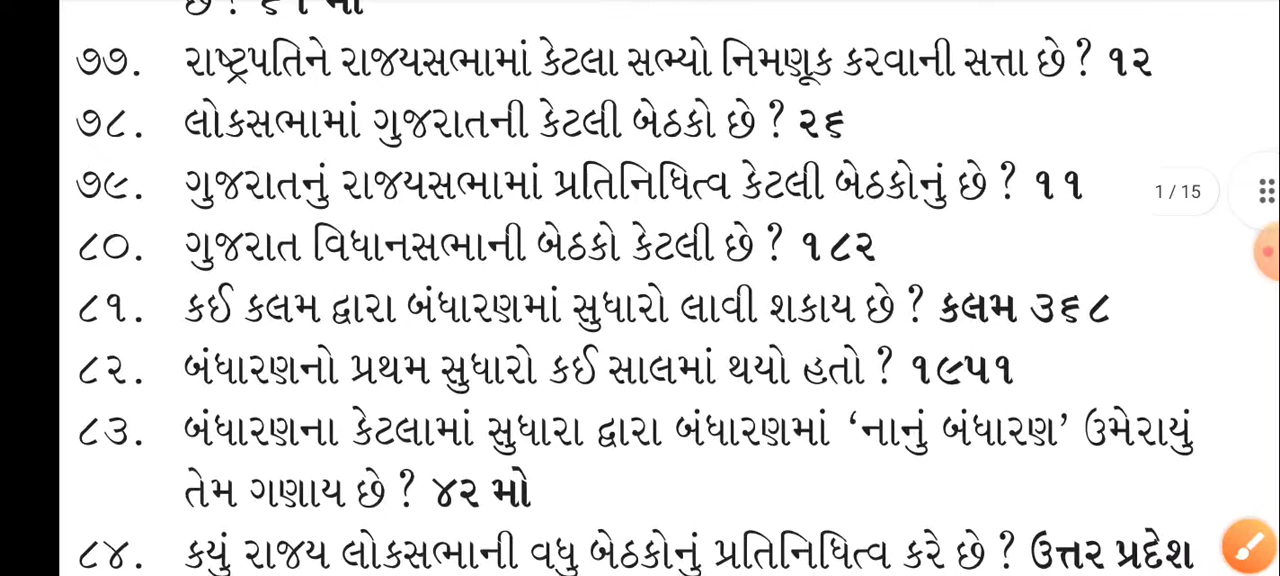 છે ? ૬૧ મો
૭૭. રાષ્ટ્રપતિને રાજયસભામાં કેટલા સભ્યો નિમણૂક કરવાની સત્તા છે ? ૧૨
૭૮. લોકસભામાં ગુજરાતની કેટલી બેઠકો છે ? ૨૬
૭૯. ગુજરાતનું રાજયસભામાં પ્રતિનિધિત્વ કેટલી બેઠકોનું છે ? ૧૧
1 / 15
૮૦. ગુજરાત વિધાનસભાની બેઠકો કેટલી છે ? ૧૮૨
૮૧. કઈ કલમ દ્વારા બંધારણમાં સુધારો લાવી શકાય છે ? કલમ ૩૬૮
૮૨. બંધારણનો પ્રથમ સુધારો કઈ સાલમાં થયો હતો ? ૧૯૫૧
૮૩. બંધારણના કેટલામાં સુધારા દ્વારા બંધારણમાં ‘નાનું બંધારણ’ ઉમેરાયું
તેમ ગણાય છે ? ૪૨ મો
૮૪. કયું રાજય લોકસભાની વધુ બેઠકોનું પ્રતિનિધિત્વ કરે છે ? ઉત્તર પ્રદેશ